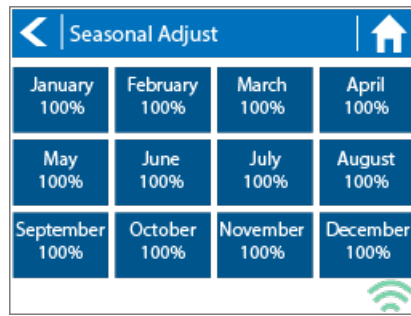 Seasonal Adjust
January February March April
100% 100% 100% 100%
May June July August
100% 100% 100% 100%
September October November December
100% 100% 100% 100%